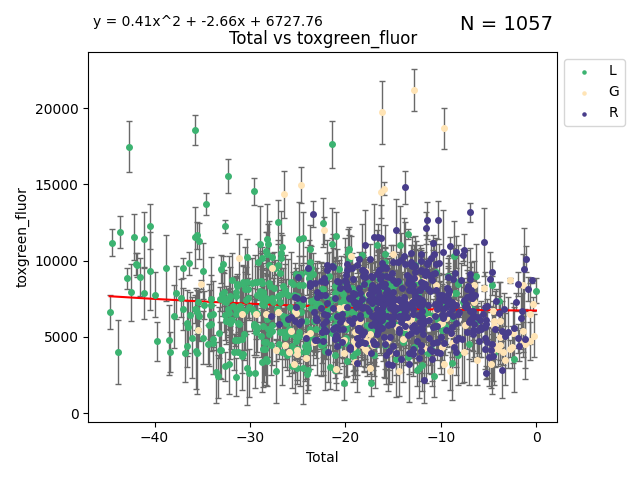 y = 0.41x^2 + -2.66x + 6727.76
N = 1057
Total vs toxgreen_fluor
L
G
R
20000
15000
10000
5000
0
toxgreen_fluor
−40
−30
−20
−10
0
Total